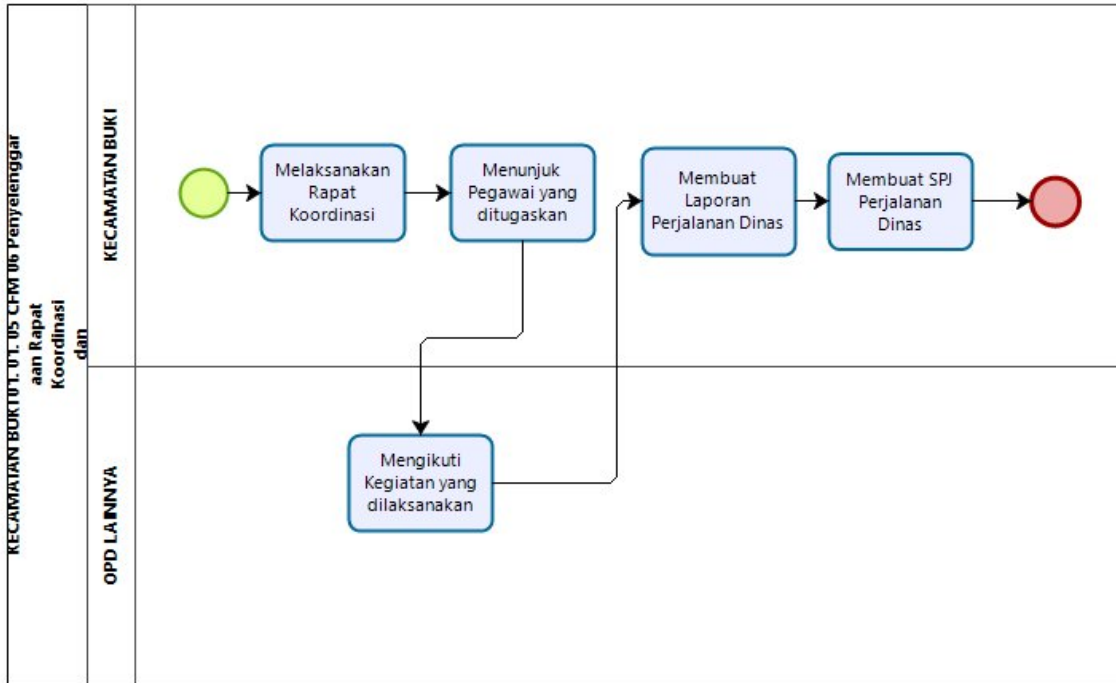 KECAMATAN BUKI 01. 01. 05 CFM 06 Penyelenggar
aan Rapat
Koordinasi
dan
KECAMATAN BUKI
Melaksanakan
Rapat
Koordinasi
Menunjuk
Pegawai yang
ditugaskan
Membuat
Laporan
Perjalanan Dinas
Membuat SPJ
Perjalanan
Dinas
OPD LAINNYA
Mengikuti
Kegiatan yang
dilaksanakan